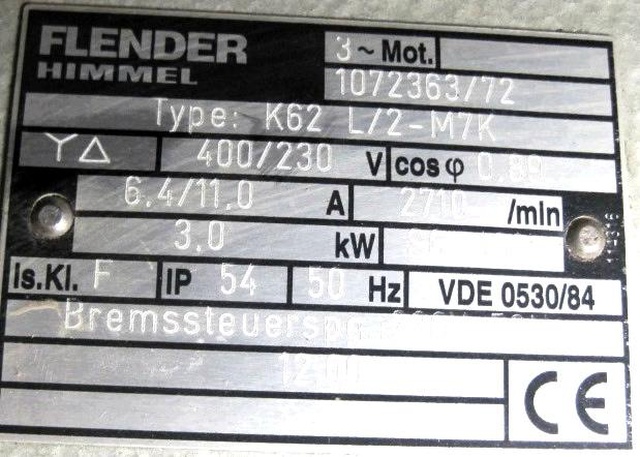 FLENDER
HIMMEL
3~Mot.
1072363/72
Type: K62 L/2-M7K
Y△ 400/230 V cosφ
6.4/11.0 A /min
3.0 kW
Is.Kl. F IP 54 50 Hz VDE 0530/84
CE